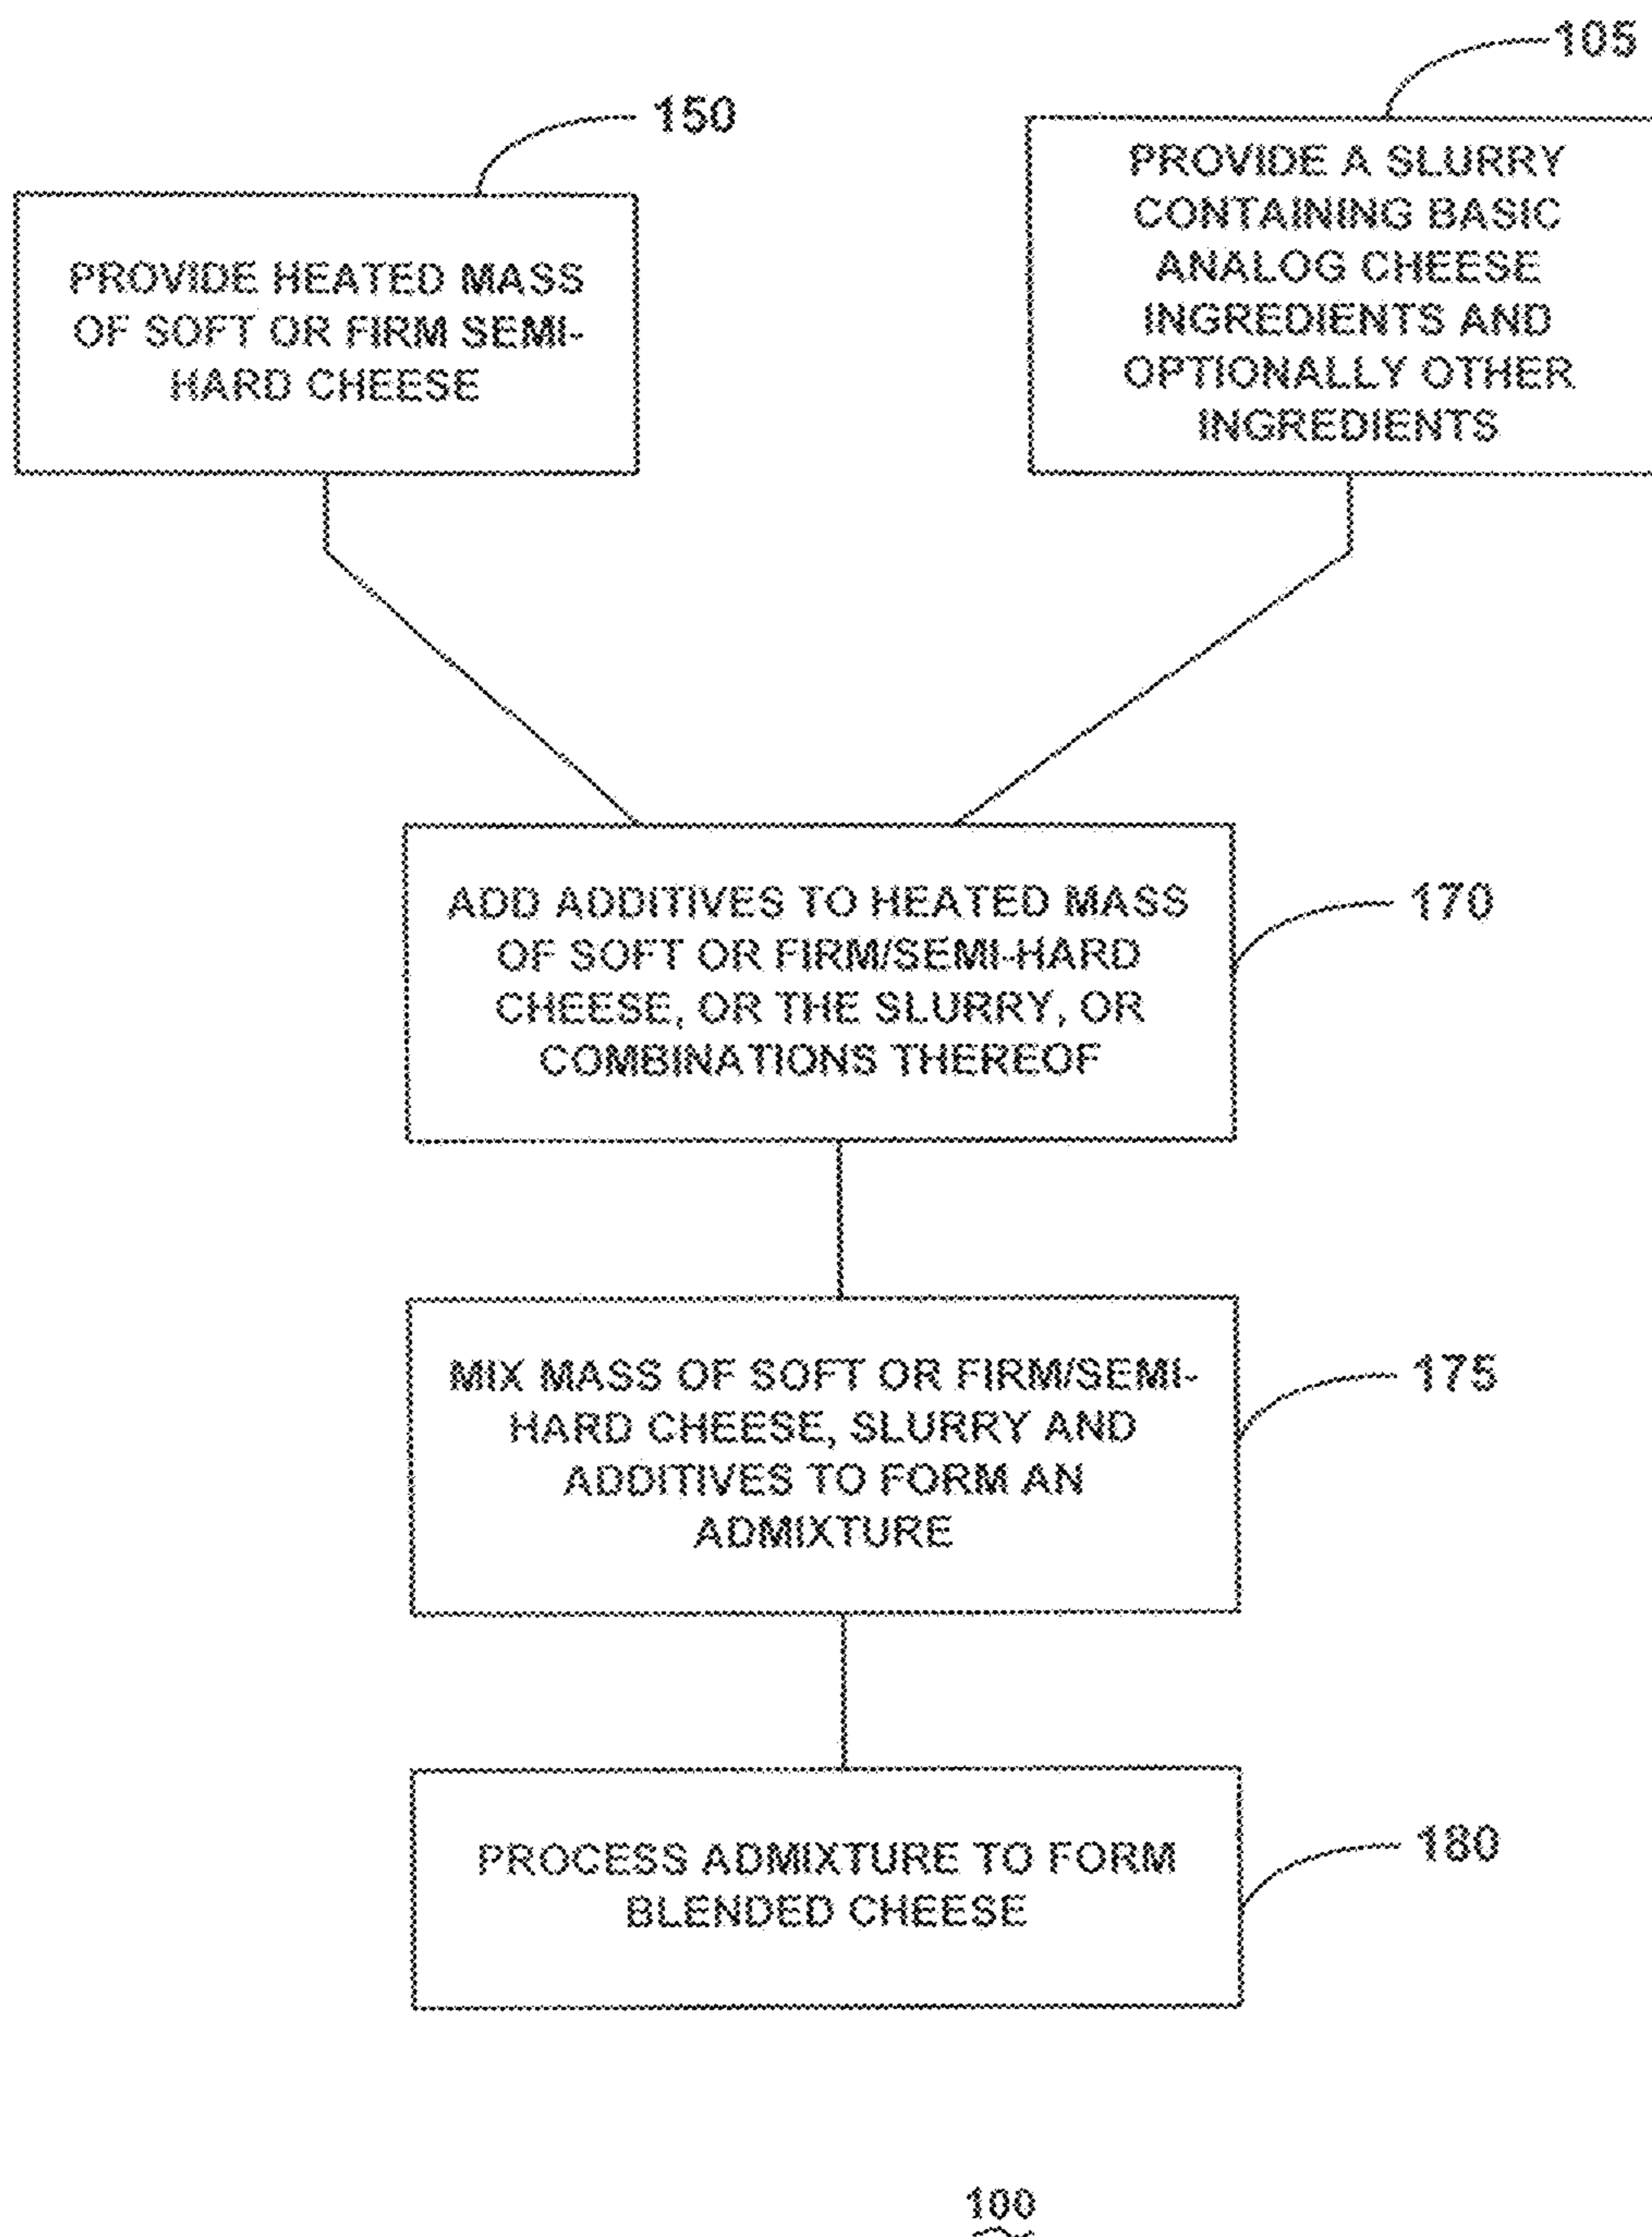 105
150
PROVIDE A SLURRY
CONTAINING BASIC
ANALOG CHEESE
INGREDIENTS AND
OPTIONALLY OTHER
INGREDIENTS
PROVIDE HEATED MASS
OF SOFT OR FIRM SEMI-
HARD CHEESE
ADD ADDITIVES TO HEATED MASS
OF SOFT OR FIRM/SEMI-HARD
CHEESE, OR THE SLURRY, OR
COMBINATIONS THEREOF
170
MIX MASS OF SOFT OR FIRM/SEMI-
HARD CHEESE, SLURRY AND
ADDITIVES TO FORM AN
ADMIXTURE
175
PROCESS ADMIXTURE TO FORM
BLENDED CHEESE
180
100